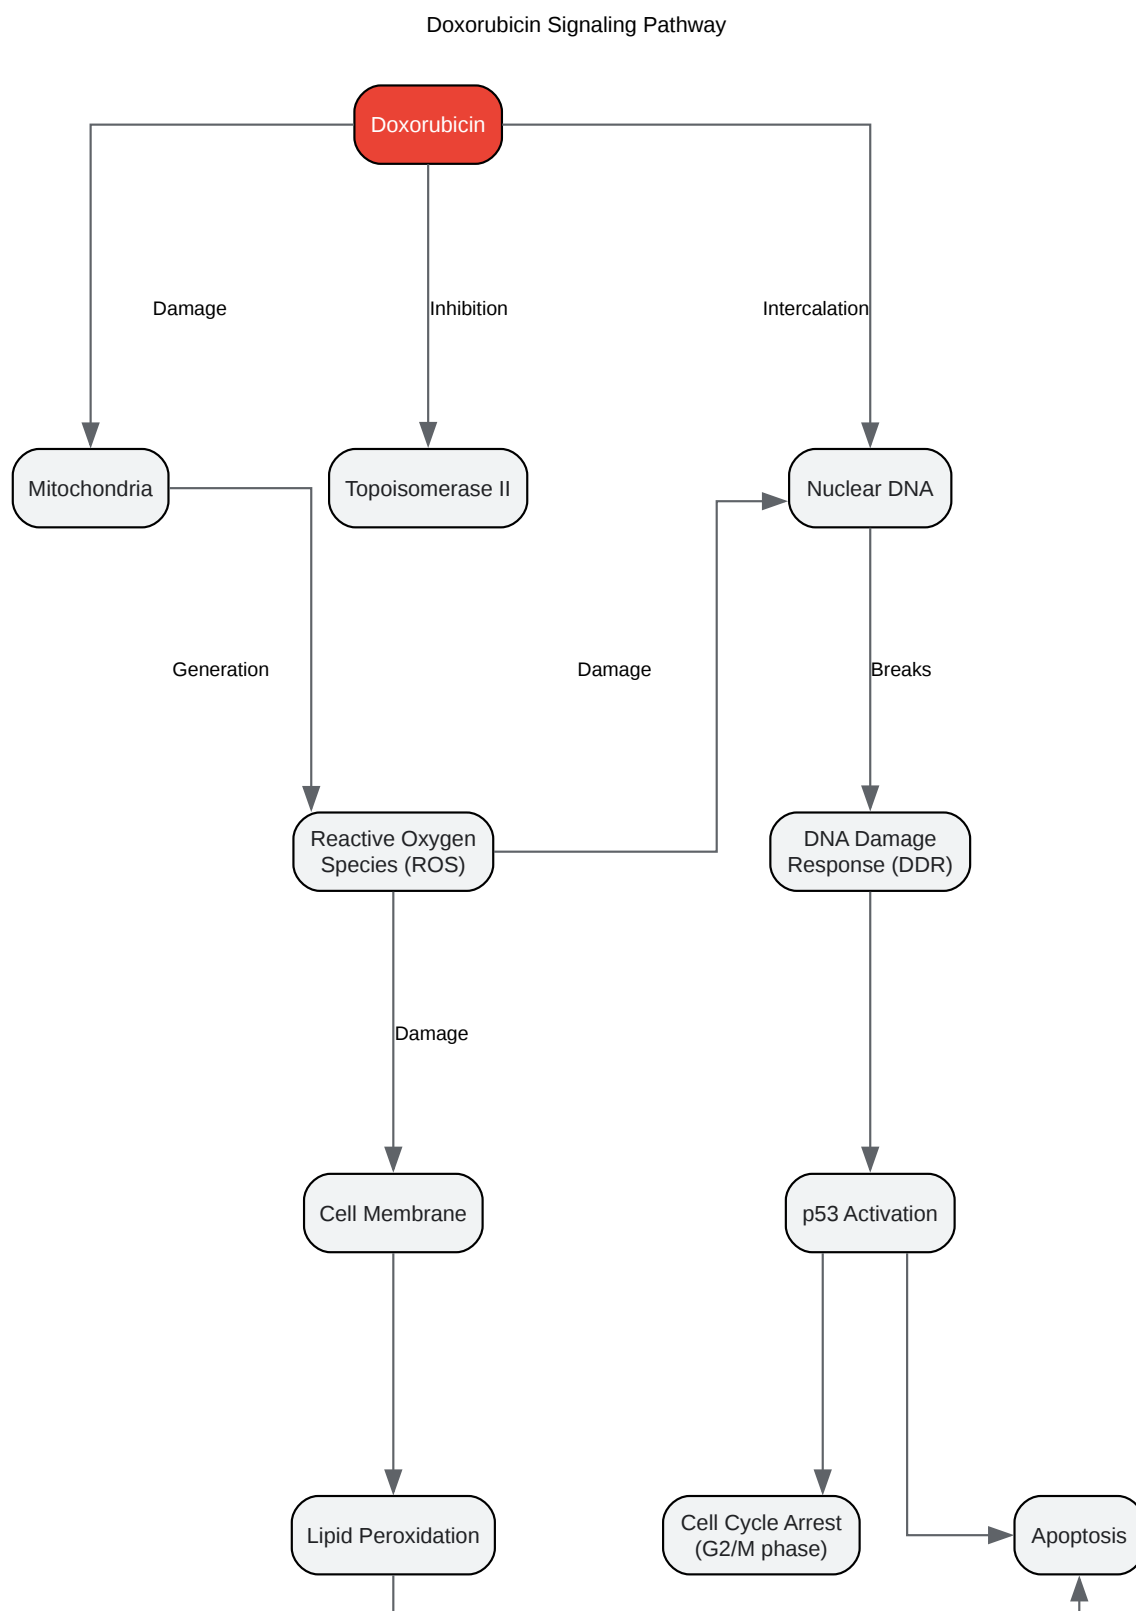 Doxorubicin Signaling Pathway
Doxorubicin
Damage
Inhibition
Intercalation
Mitochondria
Topoisomerase II
Nuclear DNA
Generation
Damage
Breaks
Reactive Oxygen
Species (ROS)
DNA Damage
Response (DDR)
Damage
Cell Membrane
p53 Activation
Lipid Peroxidation
Cell Cycle Arrest
(G2/M phase)
Apoptosis